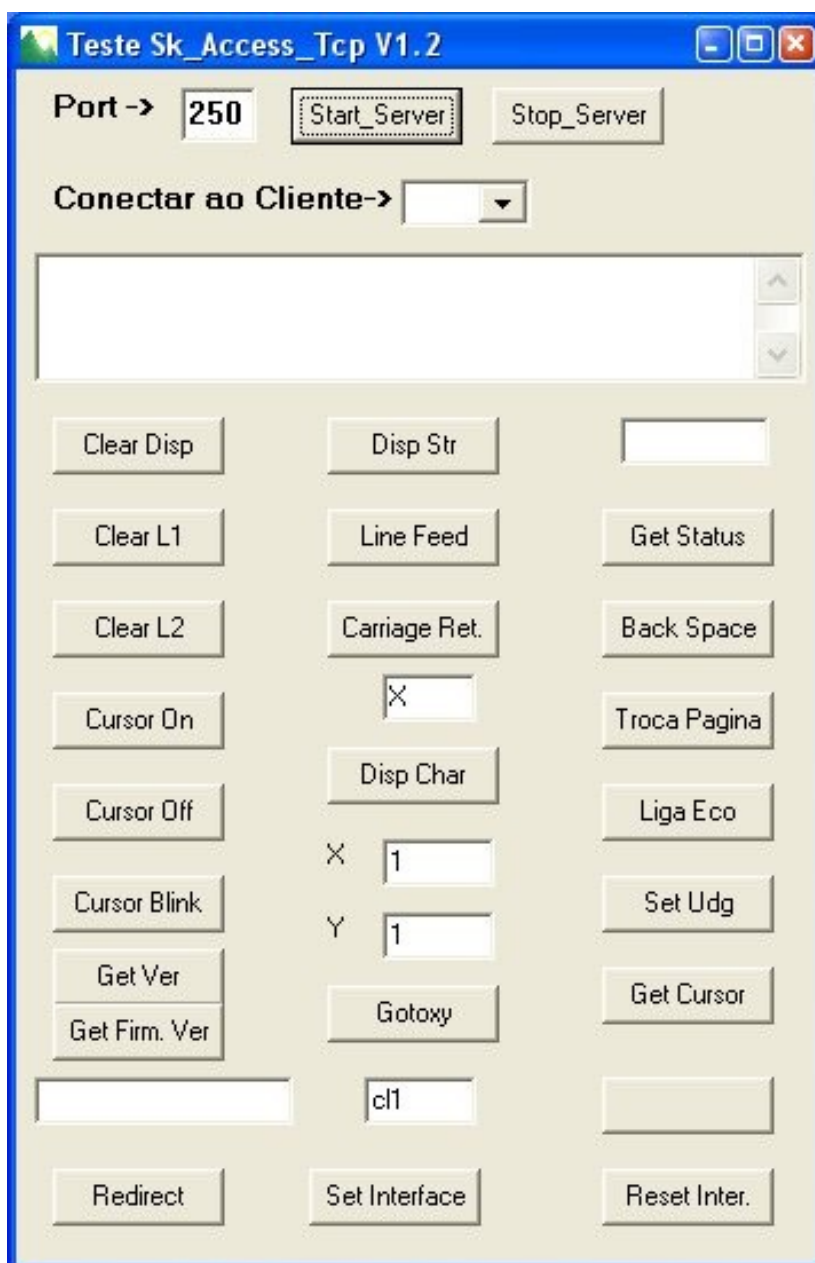 Teste Sk_Access_Tcp V1.2
Port -> 250 Start_Server Stop_Server
Conectar ao Cliente->
Clear Disp Disp Str
Clear L1 Line Feed Get Status
Clear L2 Carriage Ret. Back Space
X
Cursor On Troca Pagina
Disp Char
Cursor Off Liga Eco
X 1
Cursor Blink Set Udg
Y 1
Get Ver
Get Cursor
Gotoxy
Get Firm. Ver
cl1
Redirect Set Interface Reset Inter.